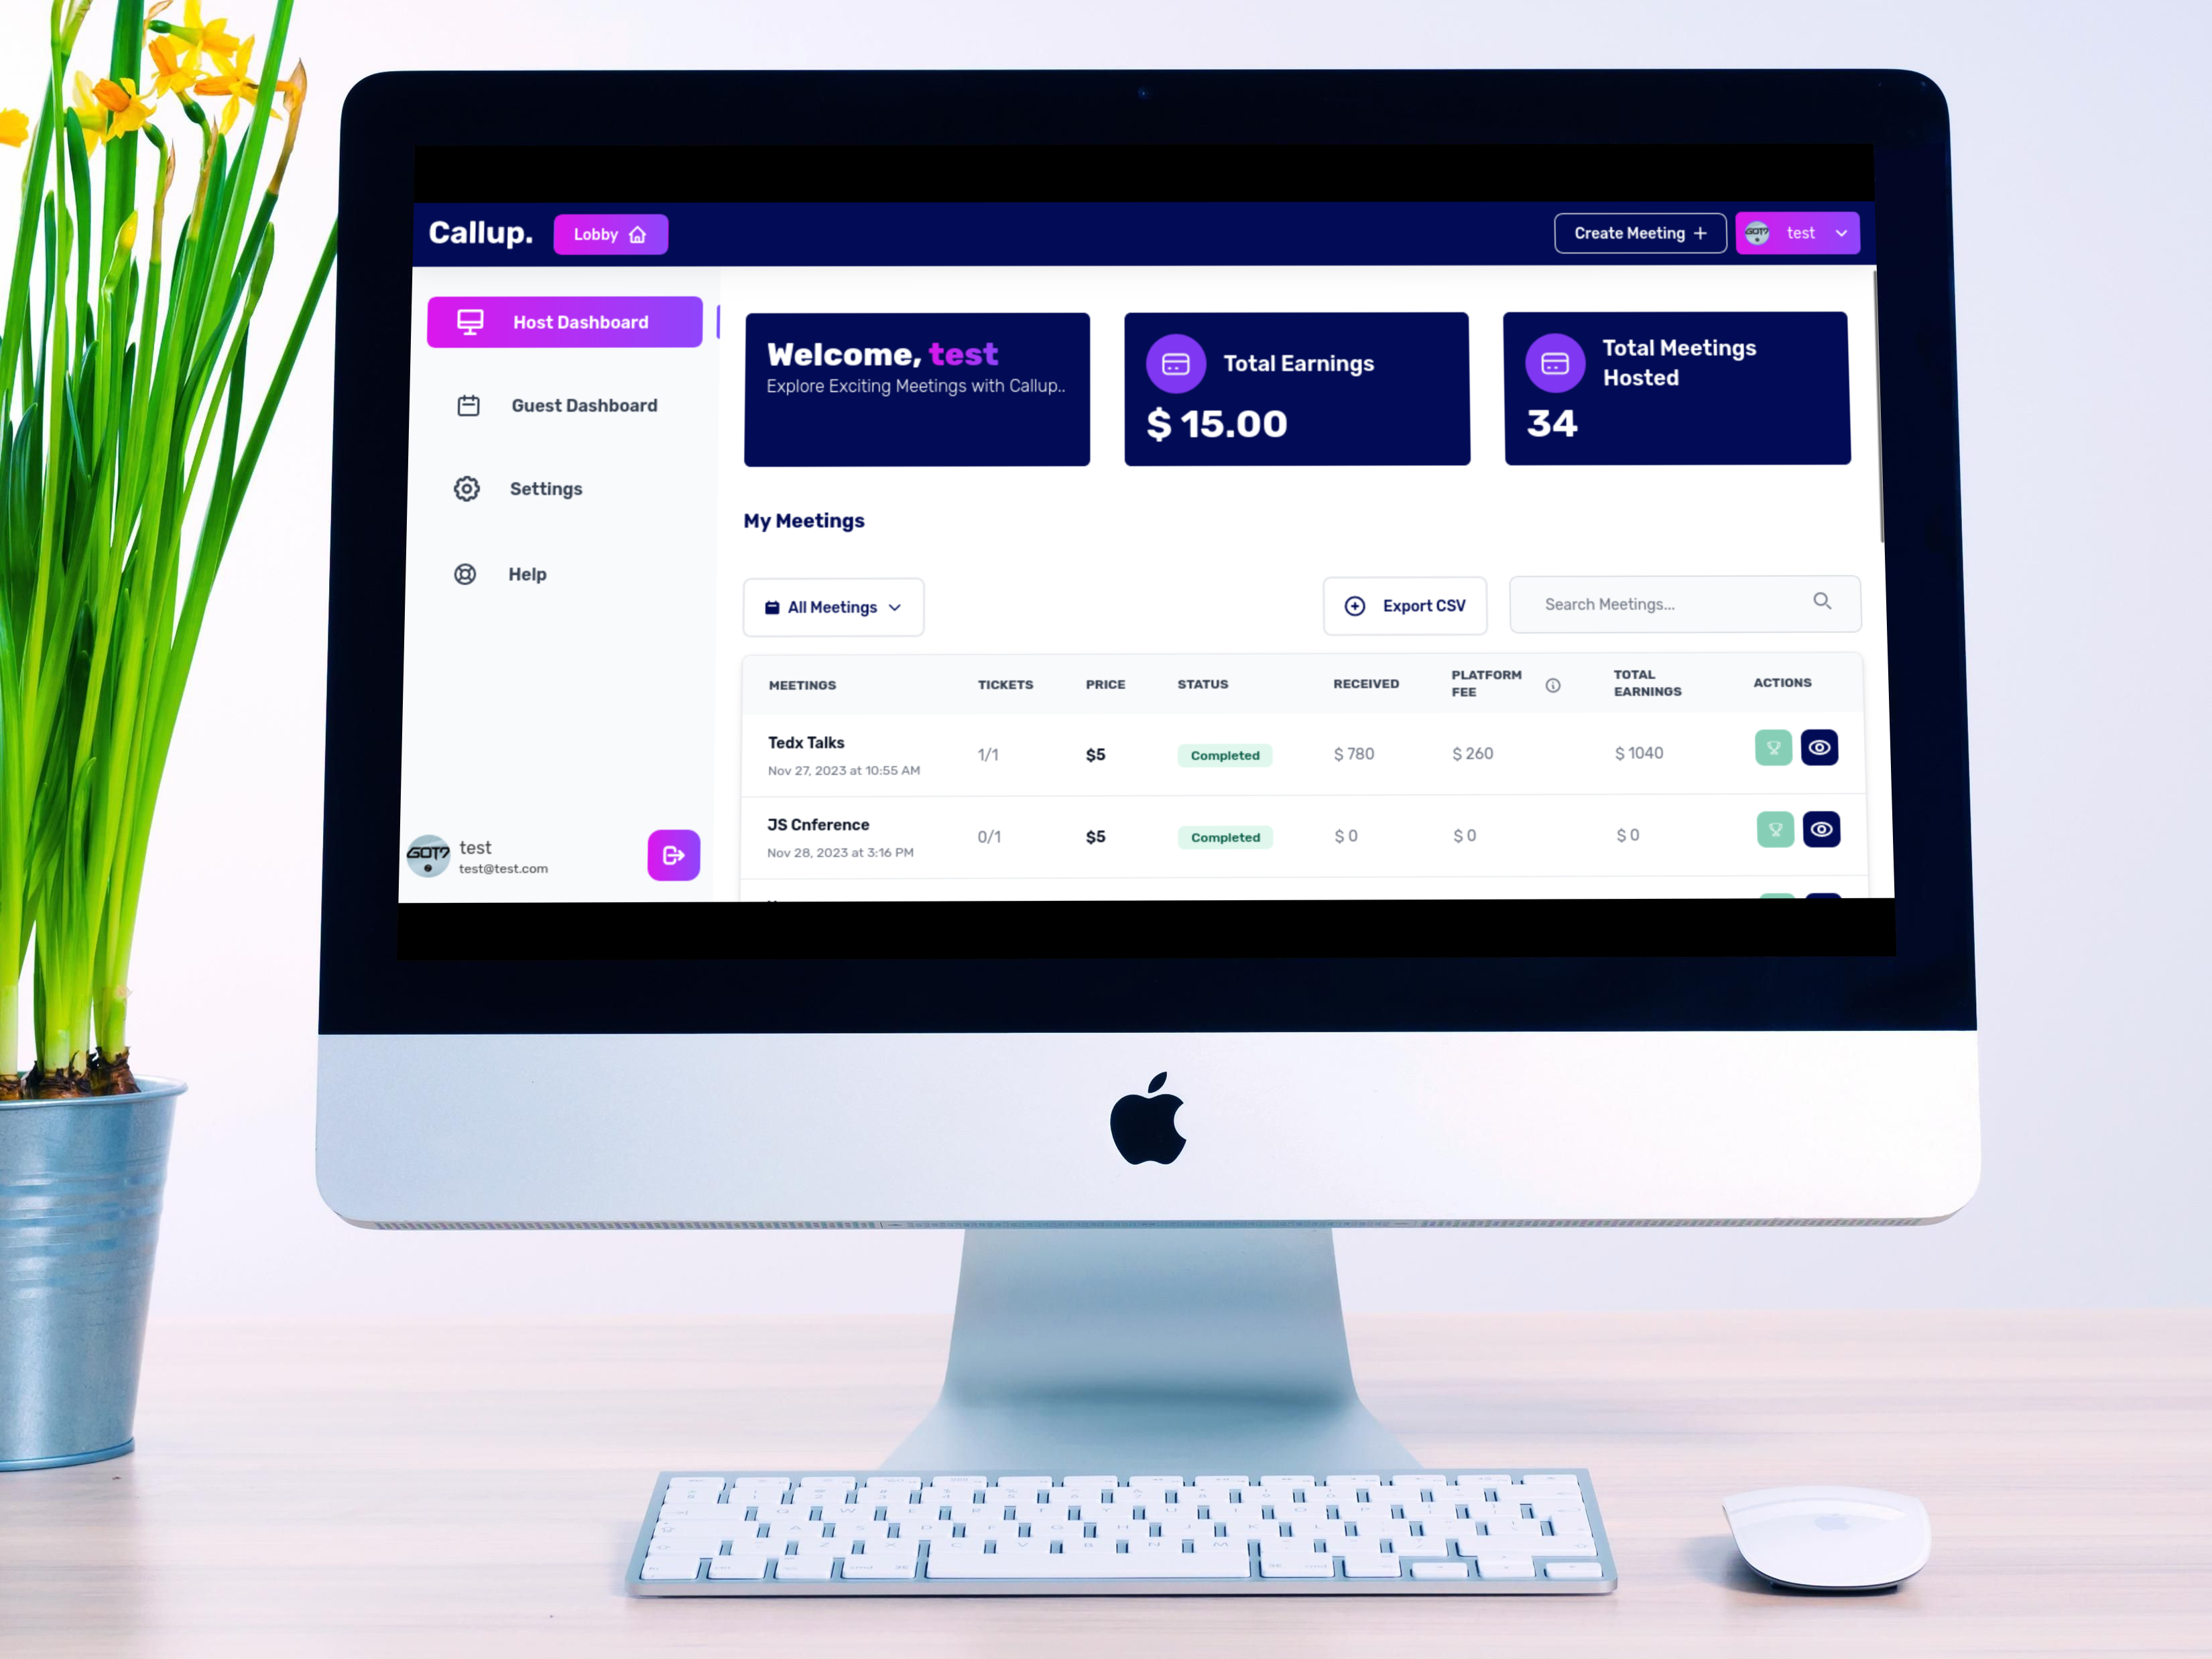 Callup.
Lobby
Create Meeting +
GOT7
test
Host Dashboard
Guest Dashboard
Settings
Help
GOT7
test
test@test.com
Welcome, test
Explore Exciting Meetings with Callup..
Total Earnings
$ 15.00
Total Meetings
Hosted
34
My Meetings
All Meetings
Export CSV
Search Meetings...
MEETINGS TICKETS PRICE STATUS RECEIVED PLATFORM FEE TOTAL EARNINGS ACTIONS
Tedx Talks
Nov 27, 2023 at 10:55 AM
1/1 $5 Completed $ 780 $ 260 $ 1040
JS Cnference
Nov 28, 2023 at 3:16 PM
0/1 $5 Completed $ 0 $ 0 $ 0